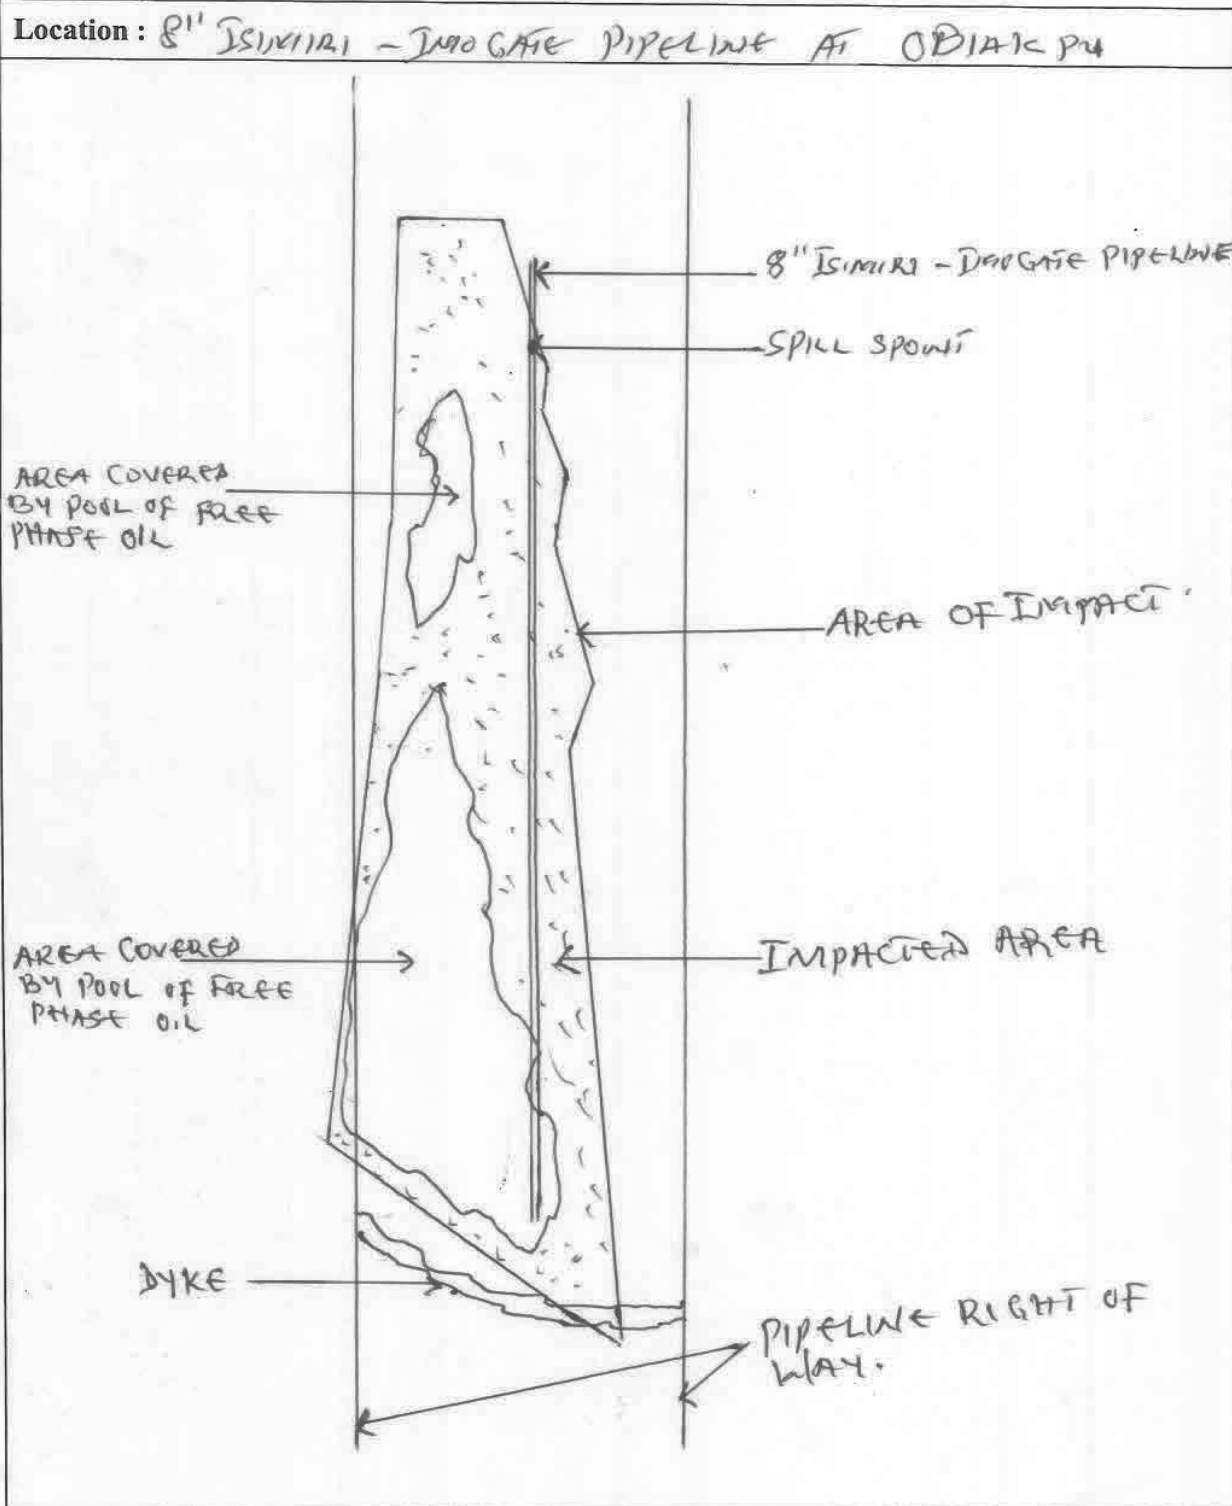 Location : 8" ISIMIRI - IMOGATE PIPELINE AT OBIAKPU
8" ISIMIRI - IMOGATE PIPELINE
SPILL SPOINT
AREA COVERED
BY POOL OF FREE
PHASE OIL
AREA OF IMPACT.
AREA COVERED
BY POOL OF FREE
PHASE OIL
IMPACTED AREA
DYKE
PIPELINE RIGHT OF
WAY.